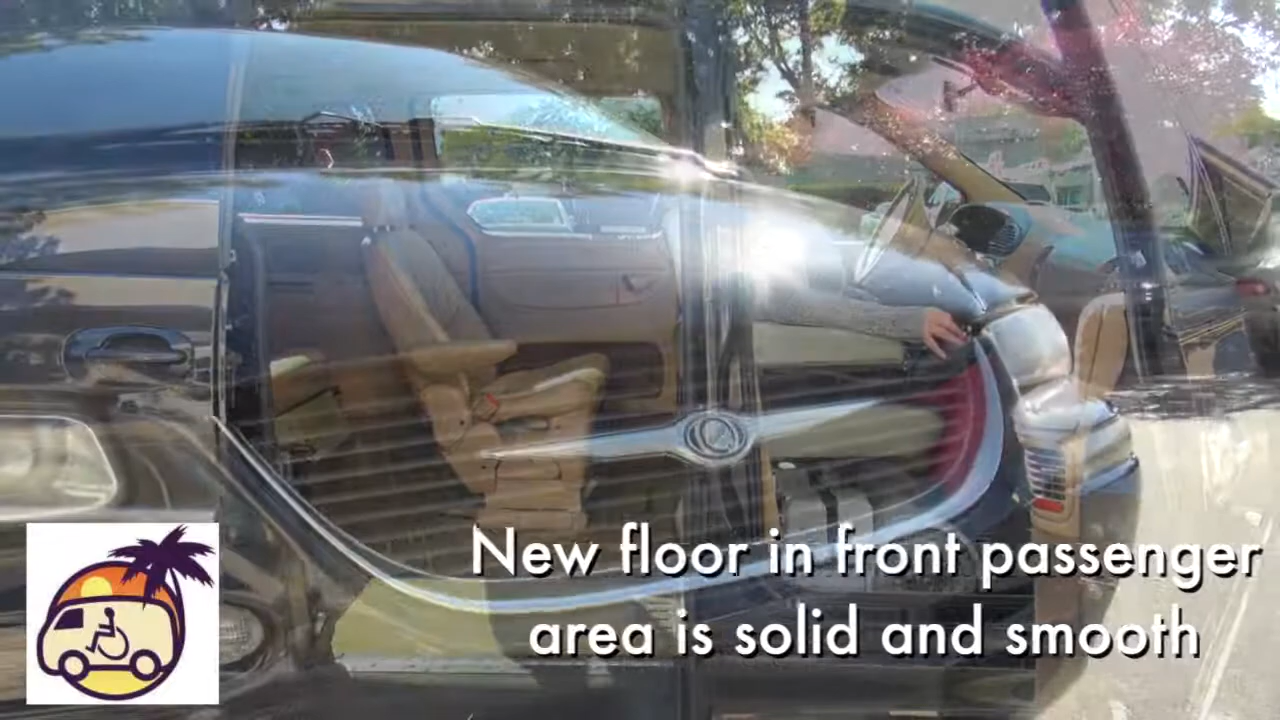 New floor in front passenger
area is solid and smooth